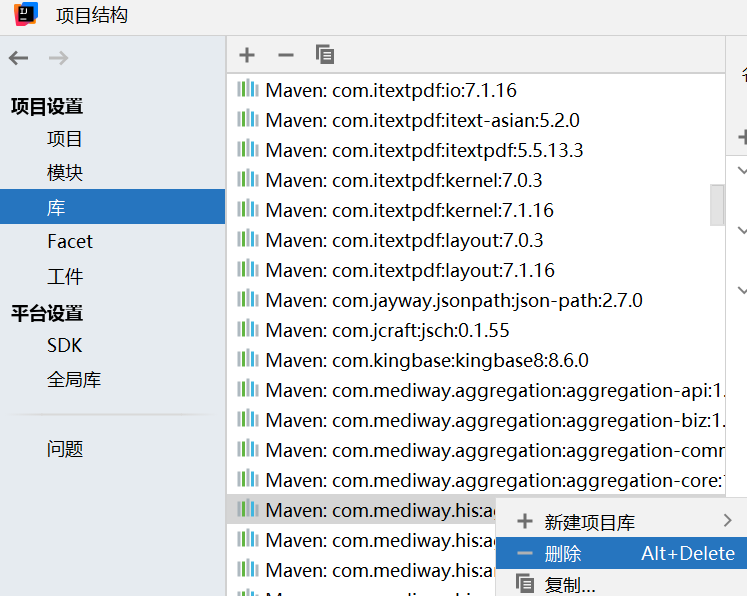 项目结构
项目设置
项目
模块
库
Facet
工件
平台设置
SDK
全局库
问题
Maven: com.itextpdf:io:7.1.16
Maven: com.itextpdf:itext-asian:5.2.0
Maven: com.itextpdf:itextpdf:5.5.13.3
Maven: com.itextpdf:kernel:7.0.3
Maven: com.itextpdf:kernel:7.1.16
Maven: com.itextpdf:layout:7.0.3
Maven: com.itextpdf:layout:7.1.16
Maven: com.jayway.jsonpath:json-path:2.7.0
Maven: com.jcraft:jsch:0.1.55
Maven: com.kingbase:kingbase8:8.6.0
Maven: com.mediway.aggregation:aggregation-api:1.
Maven: com.mediway.aggregation:aggregation-biz:1.
Maven: com.mediway.aggregation:aggregation-comm
Maven: com.mediway.aggregation:aggregation-core:
Maven: com.mediway.his:a
Maven: com.mediway.his:a
Maven: com.mediway.his:a
新建项目库
删除 Alt+Delete
复制...